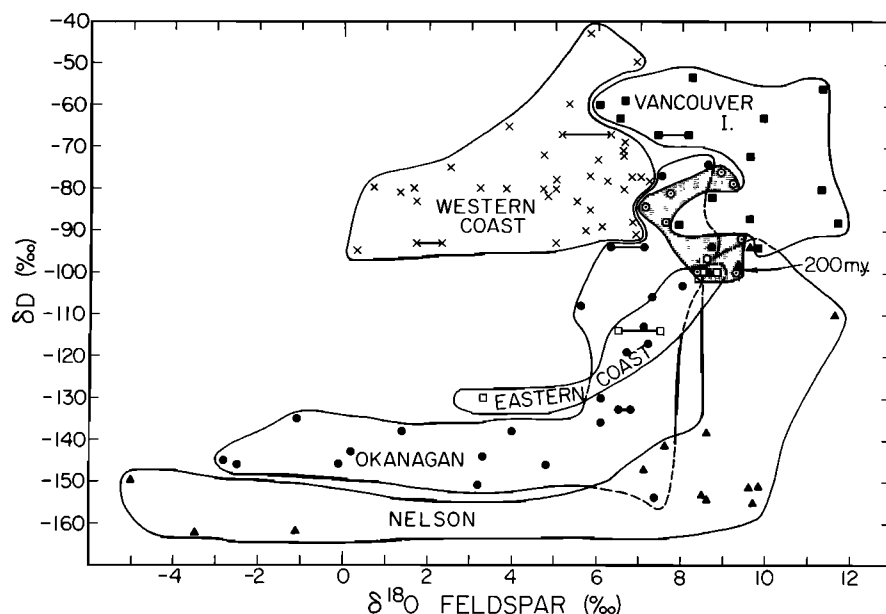 -40
-50
-60
-70
-80
-90
-100
-110
-120
-130
-140
-150
-160
δD (‰)
VANCOUVER
I.
WESTERN
COAST
200my.
EASTERN COAST
OKANAGAN
NELSON
-4 -2 0 2 4 6 8 10 12
δ¹⁸O FELDSPAR (‰)